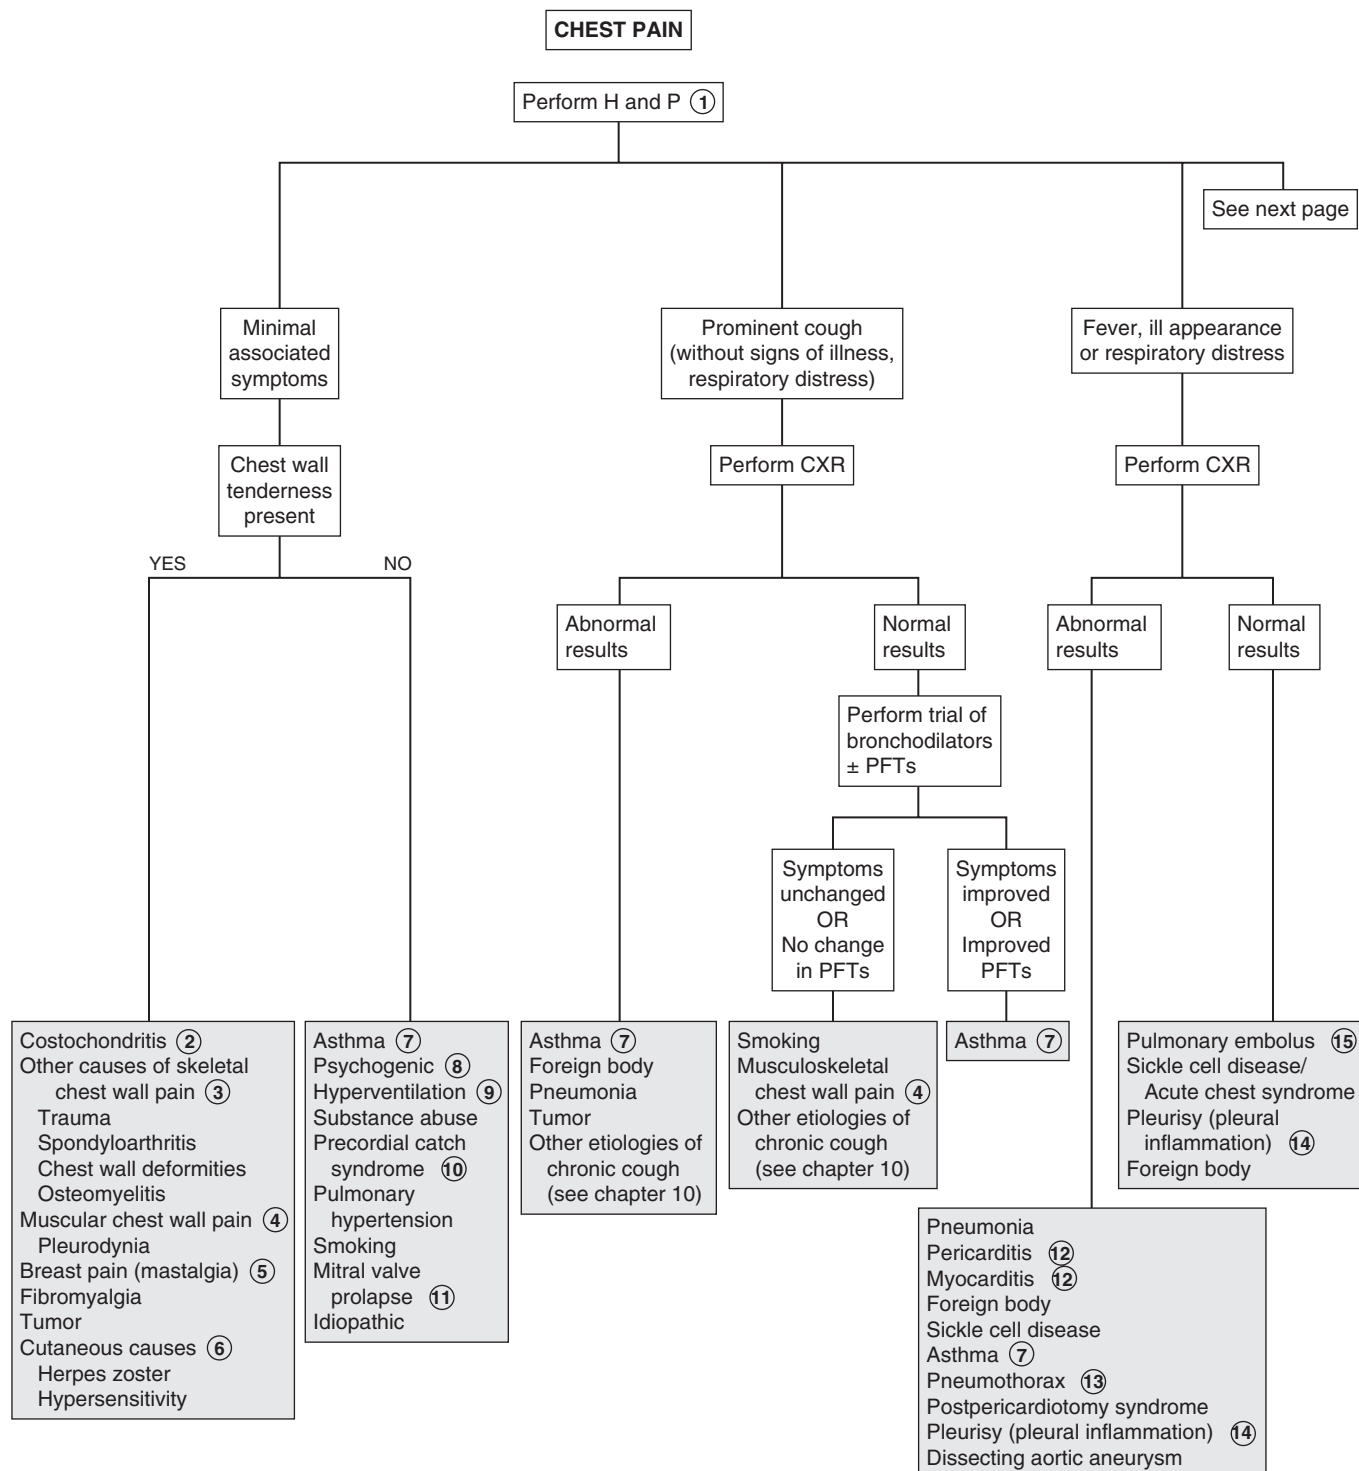 CHEST PAIN
Perform H and P 1
See next page
Minimal
associated
symptoms
Prominent cough
(without signs of illness,
respiratory distress)
Fever, ill appearance
or respiratory distress
Chest wall
tenderness
present
Perform CXR
Perform CXR
YES
NO
Abnormal
results
Normal
results
Abnormal
results
Normal
results
Perform trial of
bronchodilators
± PFTs
Symptoms
unchanged
OR
No change
in PFTs
Symptoms
improved
OR
Improved
PFTs
Costochondritis 2
Other causes of skeletal
chest wall pain 3
Trauma
Spondyloarthritis
Chest wall deformities
Osteomyelitis
Muscular chest wall pain 4
Pleurodynia
Breast pain (mastalgia) 5
Fibromyalgia
Tumor
Cutaneous causes 6
Herpes zoster
Hypersensitivity
Asthma 7
Psychogenic 8
Hyperventilation 9
Substance abuse
Precordial catch
syndrome 10
Pulmonary
hypertension
Smoking
Mitral valve
prolapse 11
Idiopathic
Asthma 7
Foreign body
Pneumonia
Tumor
Other etiologies of
chronic cough
(see chapter 10)
Smoking
Musculoskeletal
chest wall pain 4
Other etiologies of
chronic cough
(see chapter 10)
Asthma 7
Pulmonary embolus 15
Sickle cell disease/
Acute chest syndrome
Pleurisy (pleural
inflammation) 14
Foreign body
Pneumonia
Pericarditis 12
Myocarditis 12
Foreign body
Sickle cell disease
Asthma 7
Pneumothorax 13
Postpericardiotomy syndrome
Pleurisy (pleural inflammation) 14
Dissecting aortic aneurysm